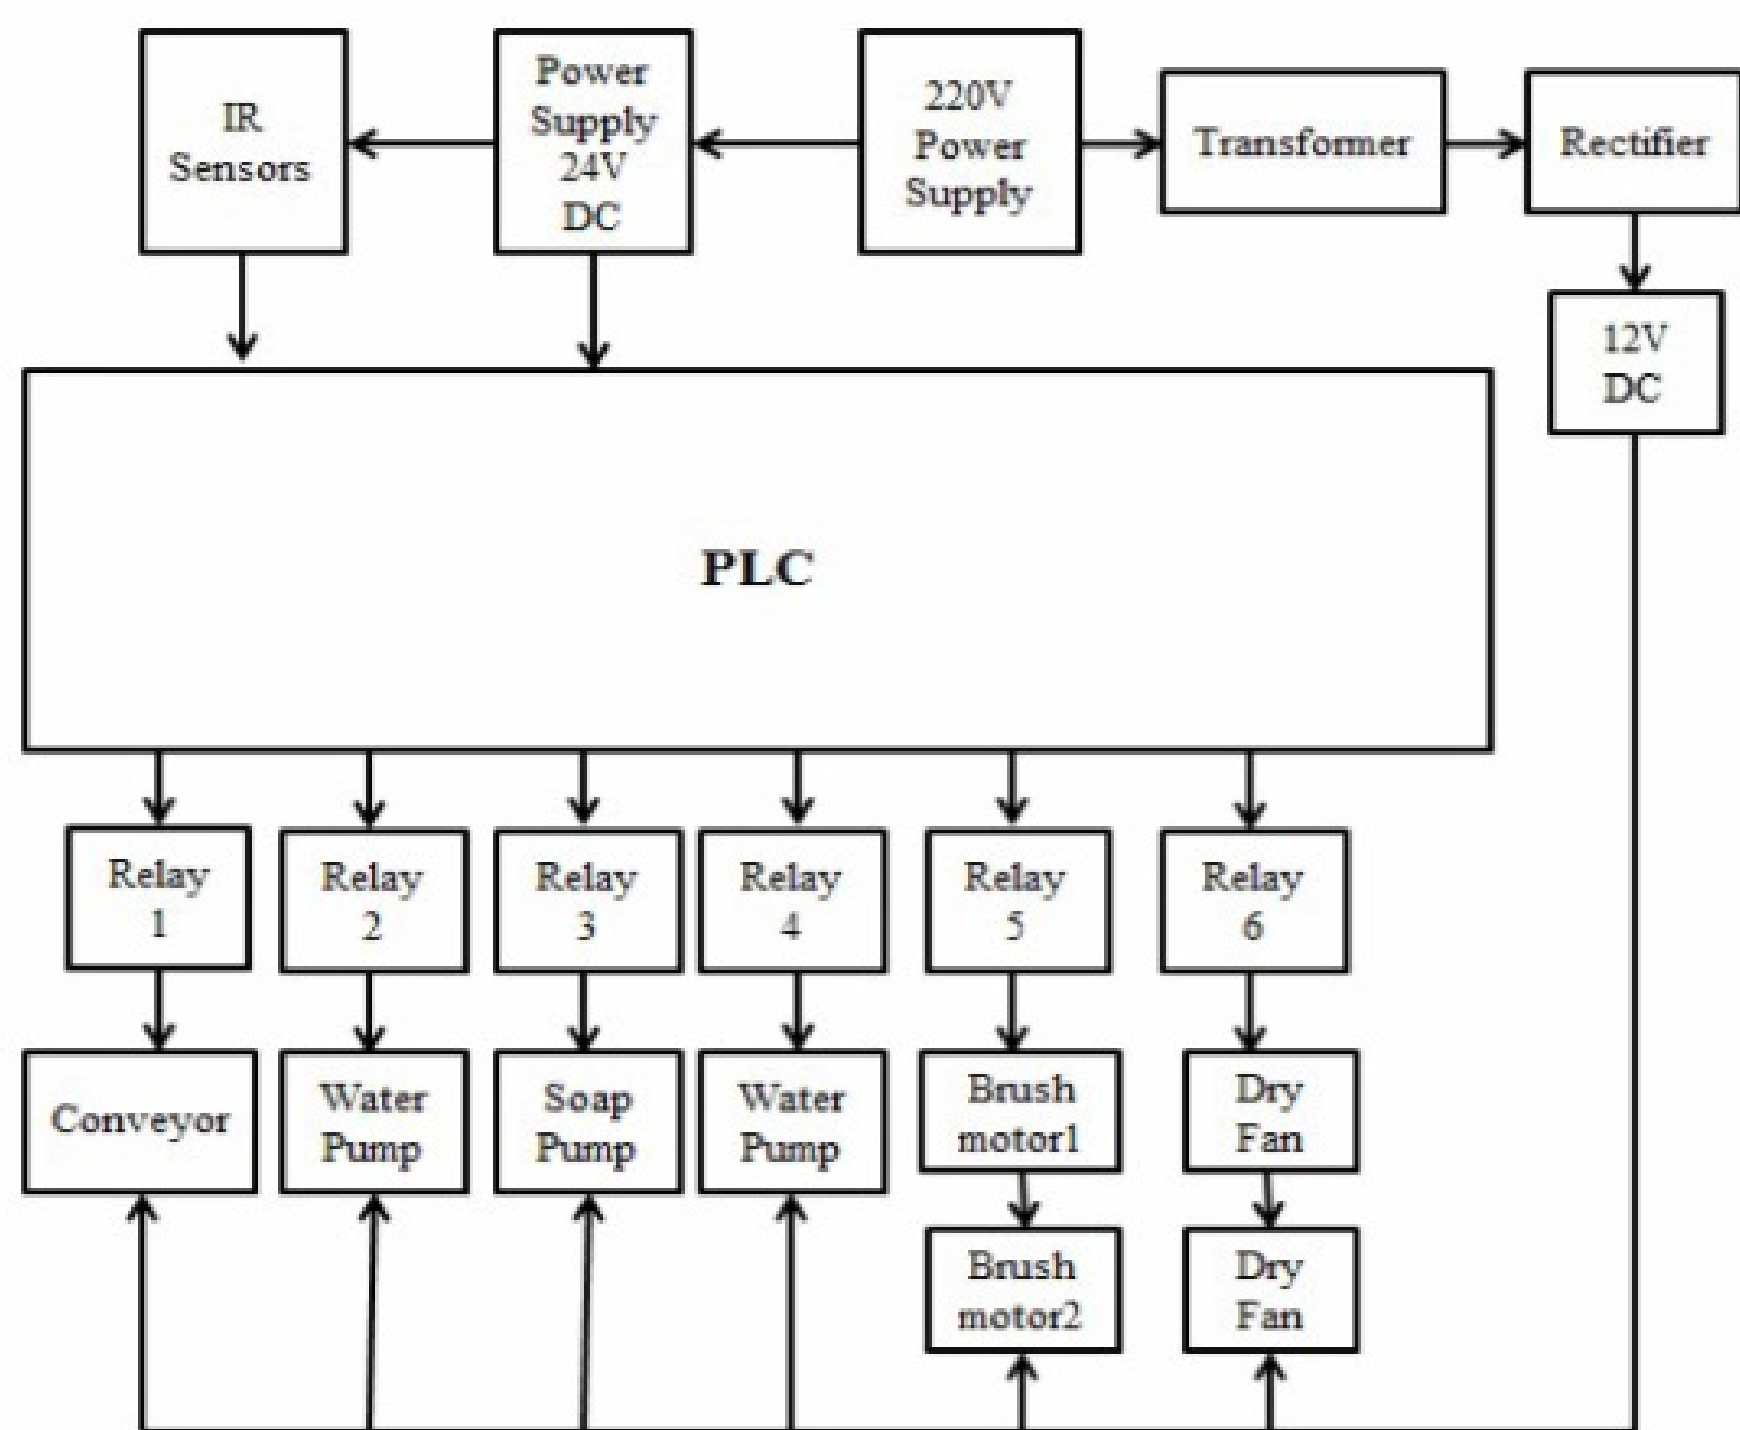 IR
Sensors
Power
Supply
24V
DC
220V
Power
Supply
Transformer
Rectifier
12V
DC
PLC
Relay
1
Relay
2
Relay
3
Relay
4
Relay
5
Relay
6
Conveyor
Water
Pump
Soap
Pump
Water
Pump
Brush
motor1
Dry
Fan
Brush
motor2
Dry
Fan